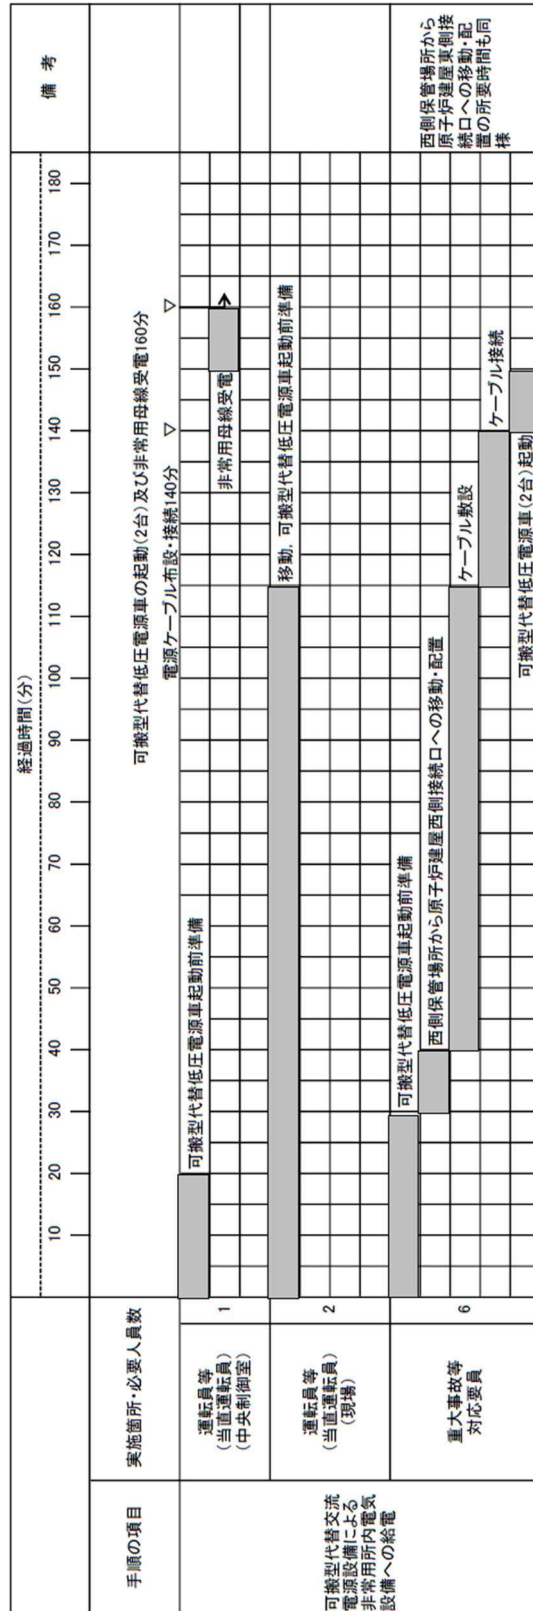 経過時間(分)
備 考
手順の項目
実施箇所・必要人員数
10 20 30 40 50 60 70 80 90 100 110 120 130 140 150 160 170 180
可搬型代替低圧電源車の起動(2台)及び非常用母線受電160分
▽
電源ケーブル布設・接続140分 ▽
可搬型代替交流
電源設備による
非常用所内電気
設備への給電
運転員等
(当直運転員)
(中央制御室)
1
可搬型代替低圧電源車起動前準備
非常用母線受電
運転員等
(当直運転員)
(現場)
2
移動,可搬型代替低圧電源車起動前準備
重大事故等
対応要員
6
可搬型代替低圧電源車起動前準備
西側保管場所から原子炉建屋西側接続口への移動・配置
ケーブル敷設
ケーブル接続
可搬型代替低圧電源車(2台)起動
西側保管場所から
原子炉建屋東側接
続口への移動・配
置の所要時間も同
様